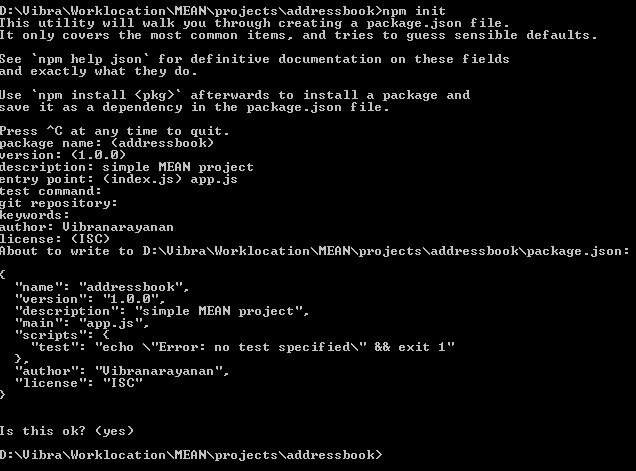 D:\Vibra\Worklocation\MEAN\projects\addressbook>npm init
This utility will walk you through creating a package.json file.
It only covers the most common items, and tries to guess sensible defaults.
See `npm help json` for definitive documentation on these fields
and exactly what they do.
Use `npm install <pkg>` afterwards to install a package and
save it as a dependency in the package.json file.
Press ^C at any time to quit.
package name: (addressbook)
version: (1.0.0)
description: simple MEAN project
entry point: (index.js) app.js
test command:
git repository:
keywords:
author: Vibranarayanan
license: (ISC)
About to write to D:\Vibra\Worklocation\MEAN\projects\addressbook\package.json:
{
  "name": "addressbook",
  "version": "1.0.0",
  "description": "simple MEAN project",
  "main": "app.js",
  "scripts": {
    "test": "echo \"Error: no test specified\" && exit 1"
  },
  "author": "Vibranarayanan",
  "license": "ISC"
}
Is this ok? (yes)
D:\Vibra\Worklocation\MEAN\projects\addressbook>